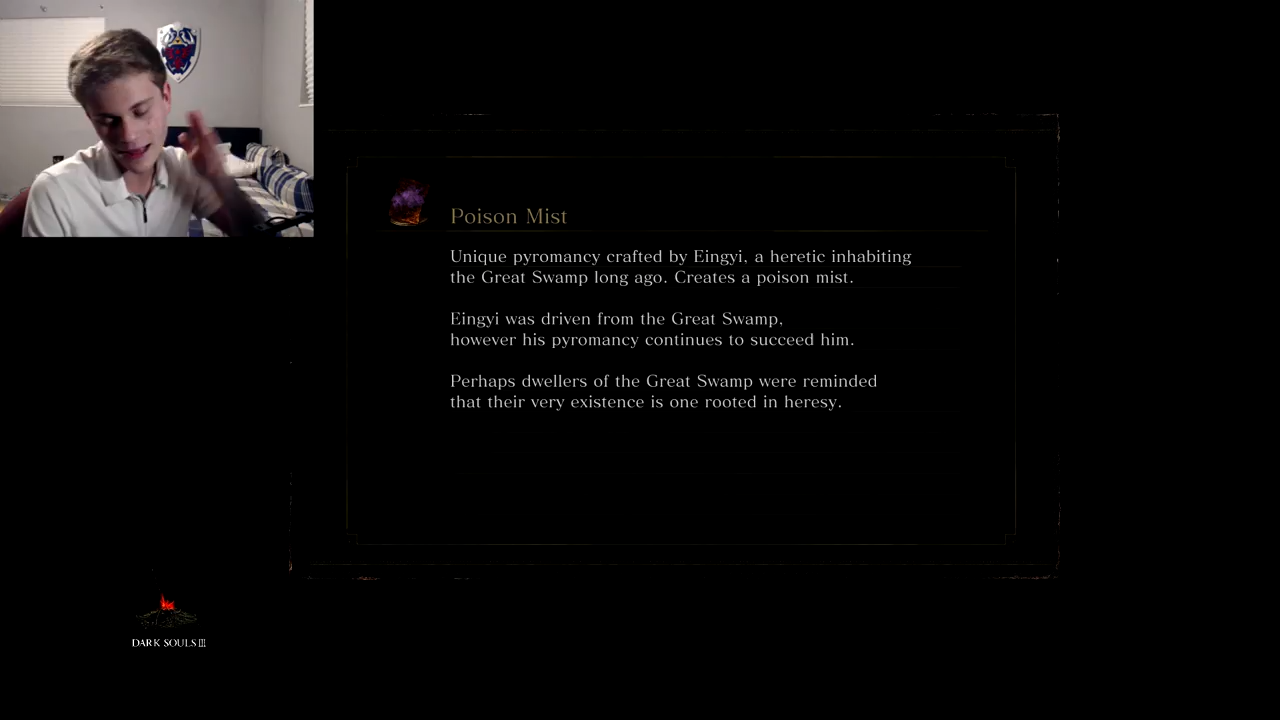 Poison Mist
Unique pyromancy crafted by Eingyi, a heretic inhabiting
the Great Swamp long ago. Creates a poison mist.
Eingyi was driven from the Great Swamp,
however his pyromancy continues to succeed him.
Perhaps dwellers of the Great Swamp were reminded
that their very existence is one rooted in heresy.
DARK SOULS III